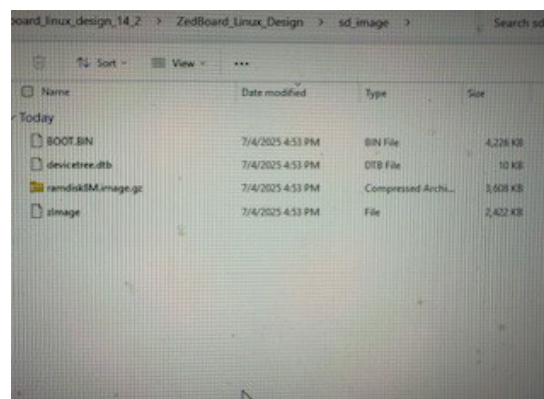 board_linux_design_14_2 > ZedBoard_Linux_Design > sd_image > Search sd
Sort View ...
Name Date modified Type Size
Today
BOOT.BIN 7/4/2025 4:53 PM BIN File 4,226 KB
devicetree.dtb 7/4/2025 4:53 PM DTB File 10 KB
ramdisk8M.image.gz 7/4/2025 4:53 PM Compressed Archi... 3,608 KB
zImage 7/4/2025 4:53 PM File 2,422 KB